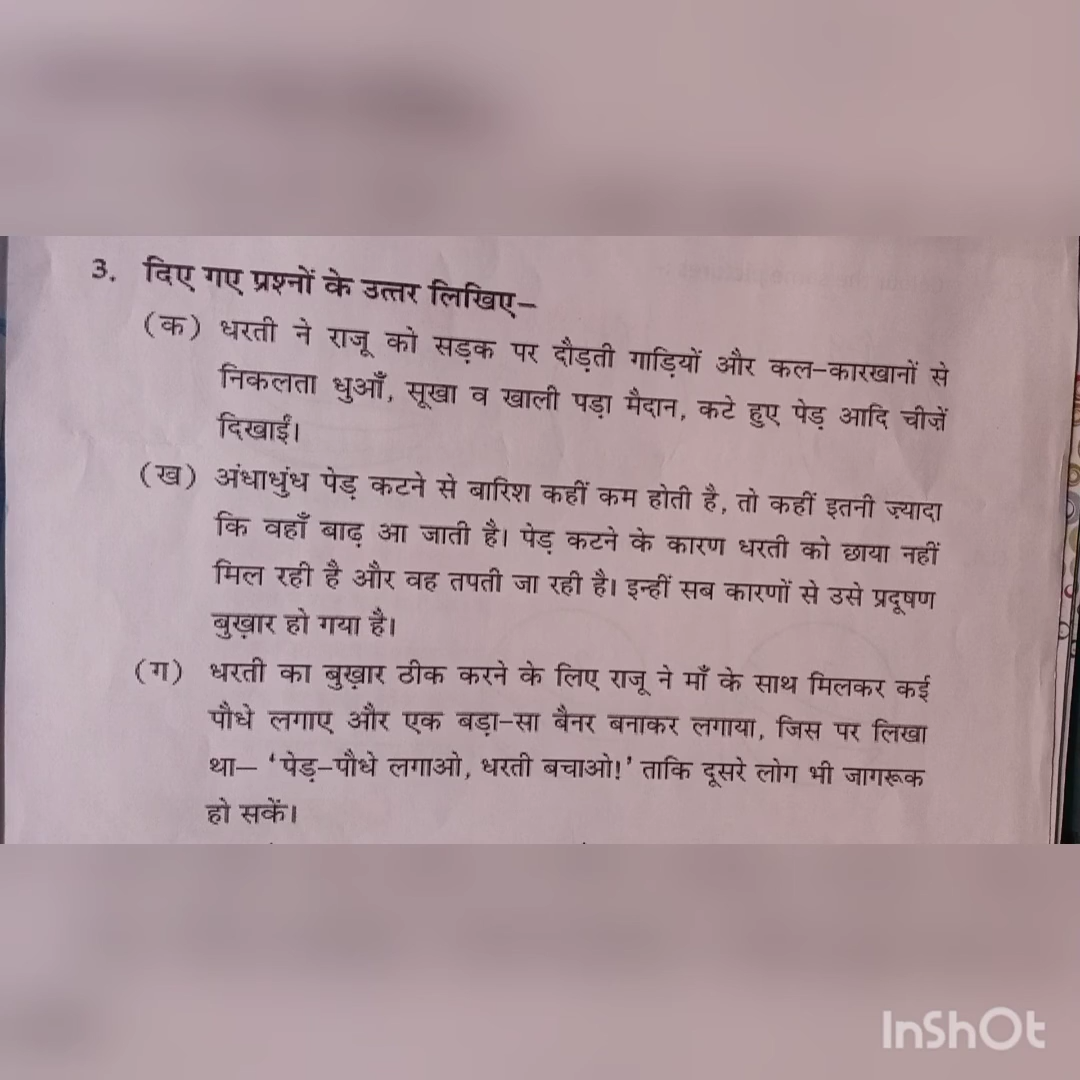 3. दिए गए प्रश्नों के उत्तर लिखिए–
(क) धरती ने राजू को सड़क पर दौड़ती गाड़ियों और कल-कारखानों से
निकलता धुआँ, सूखा व खाली पड़ा मैदान, कटे हुए पेड़ आदि चीज़ें
दिखाईं।
(ख) अंधाधुंध पेड़ कटने से बारिश कहीं कम होती है, तो कहीं इतनी ज़्यादा
कि वहाँ बाढ़ आ जाती है। पेड़ कटने के कारण धरती को छाया नहीं
मिल रही है और वह तपती जा रही है। इन्हीं सब कारणों से उसे प्रदूषण
बुख़ार हो गया है।
(ग) धरती का बुख़ार ठीक करने के लिए राजू ने माँ के साथ मिलकर कई
पौधे लगाए और एक बड़ा-सा बैनर बनाकर लगाया, जिस पर लिखा
था– 'पेड़-पौधे लगाओ, धरती बचाओ!' ताकि दूसरे लोग भी जागरूक
हो सकें।
InShOt